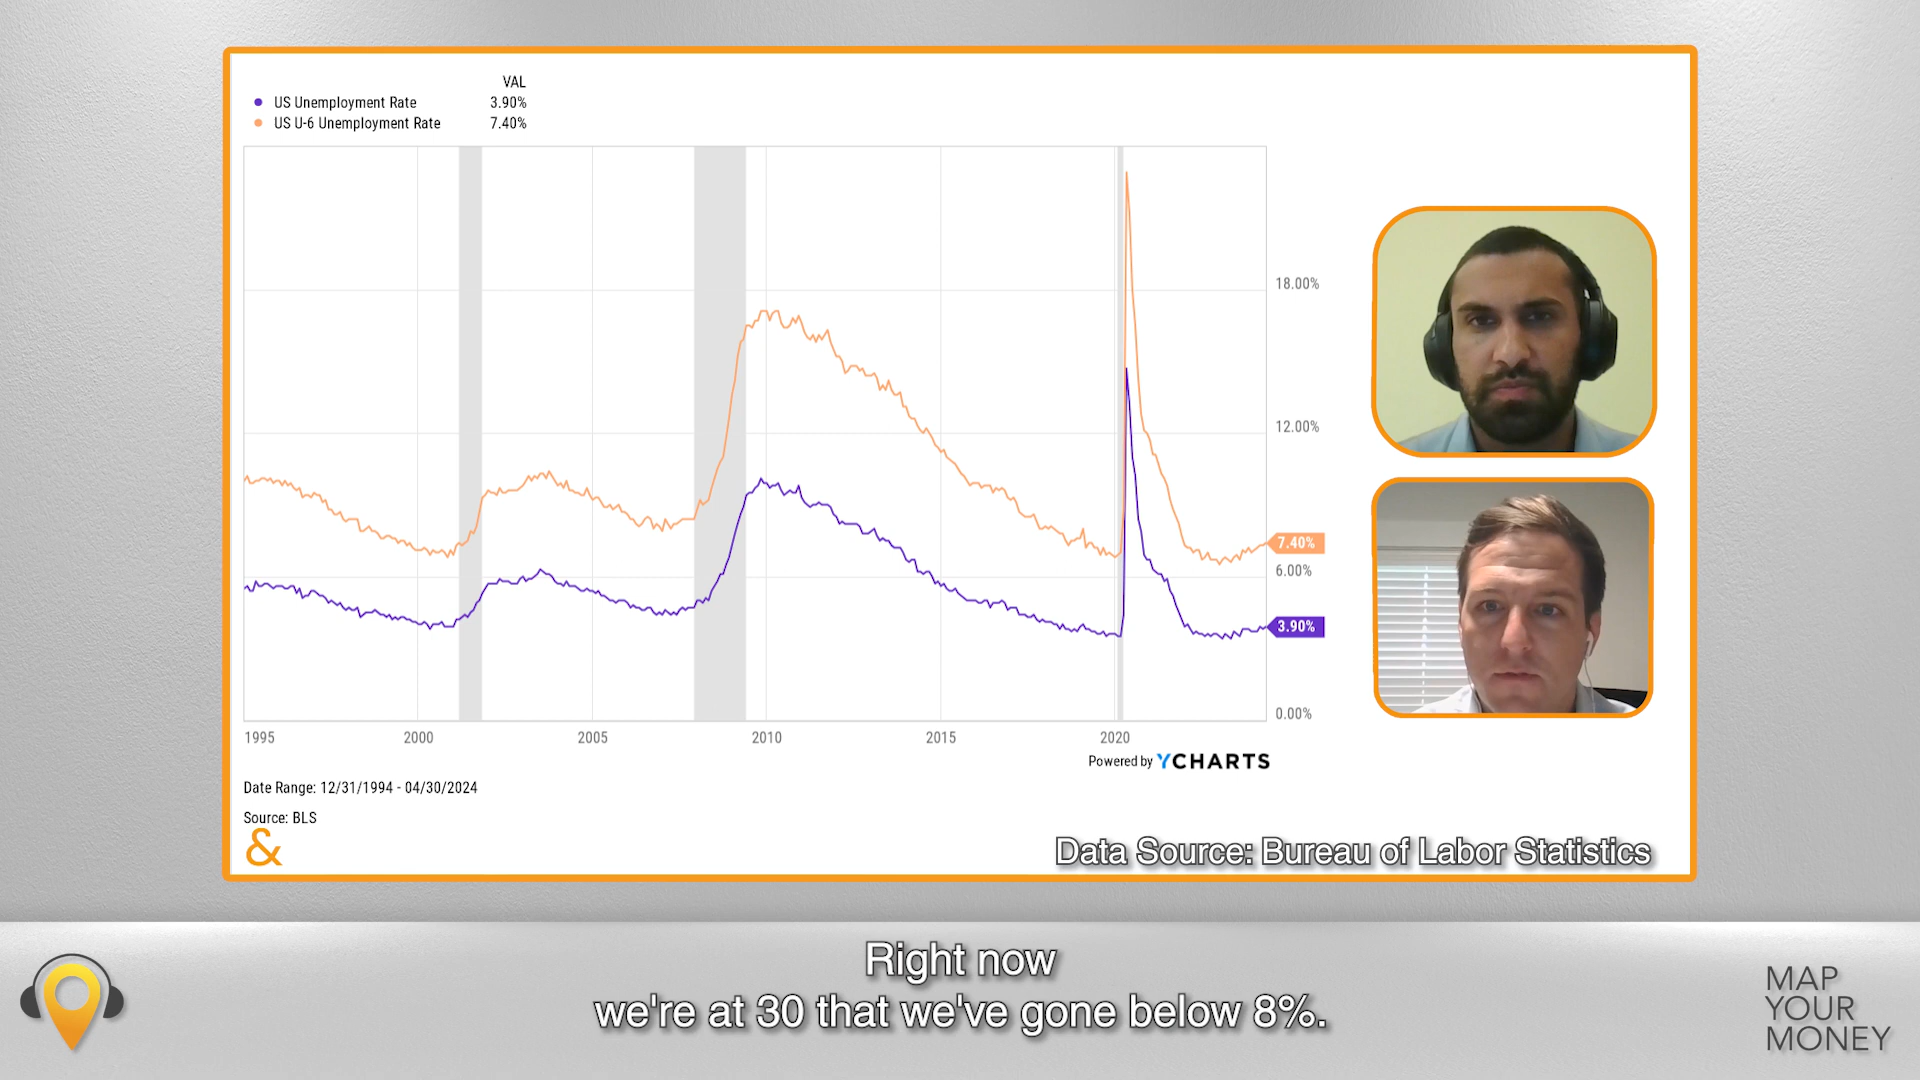 VAL
US Unemployment Rate 3.90%
US U-6 Unemployment Rate 7.40%
18.00%
12.00%
7.40%
6.00%
3.90%
0.00%
1995 2000 2005 2010 2015 2020
Powered by YCHARTS
Date Range: 12/31/1994 - 04/30/2024
Source: BLS
&
Data Source: Bureau of Labor Statistics
Right now
we're at 30 that we've gone below 8%.
MAP
YOUR
MONEY